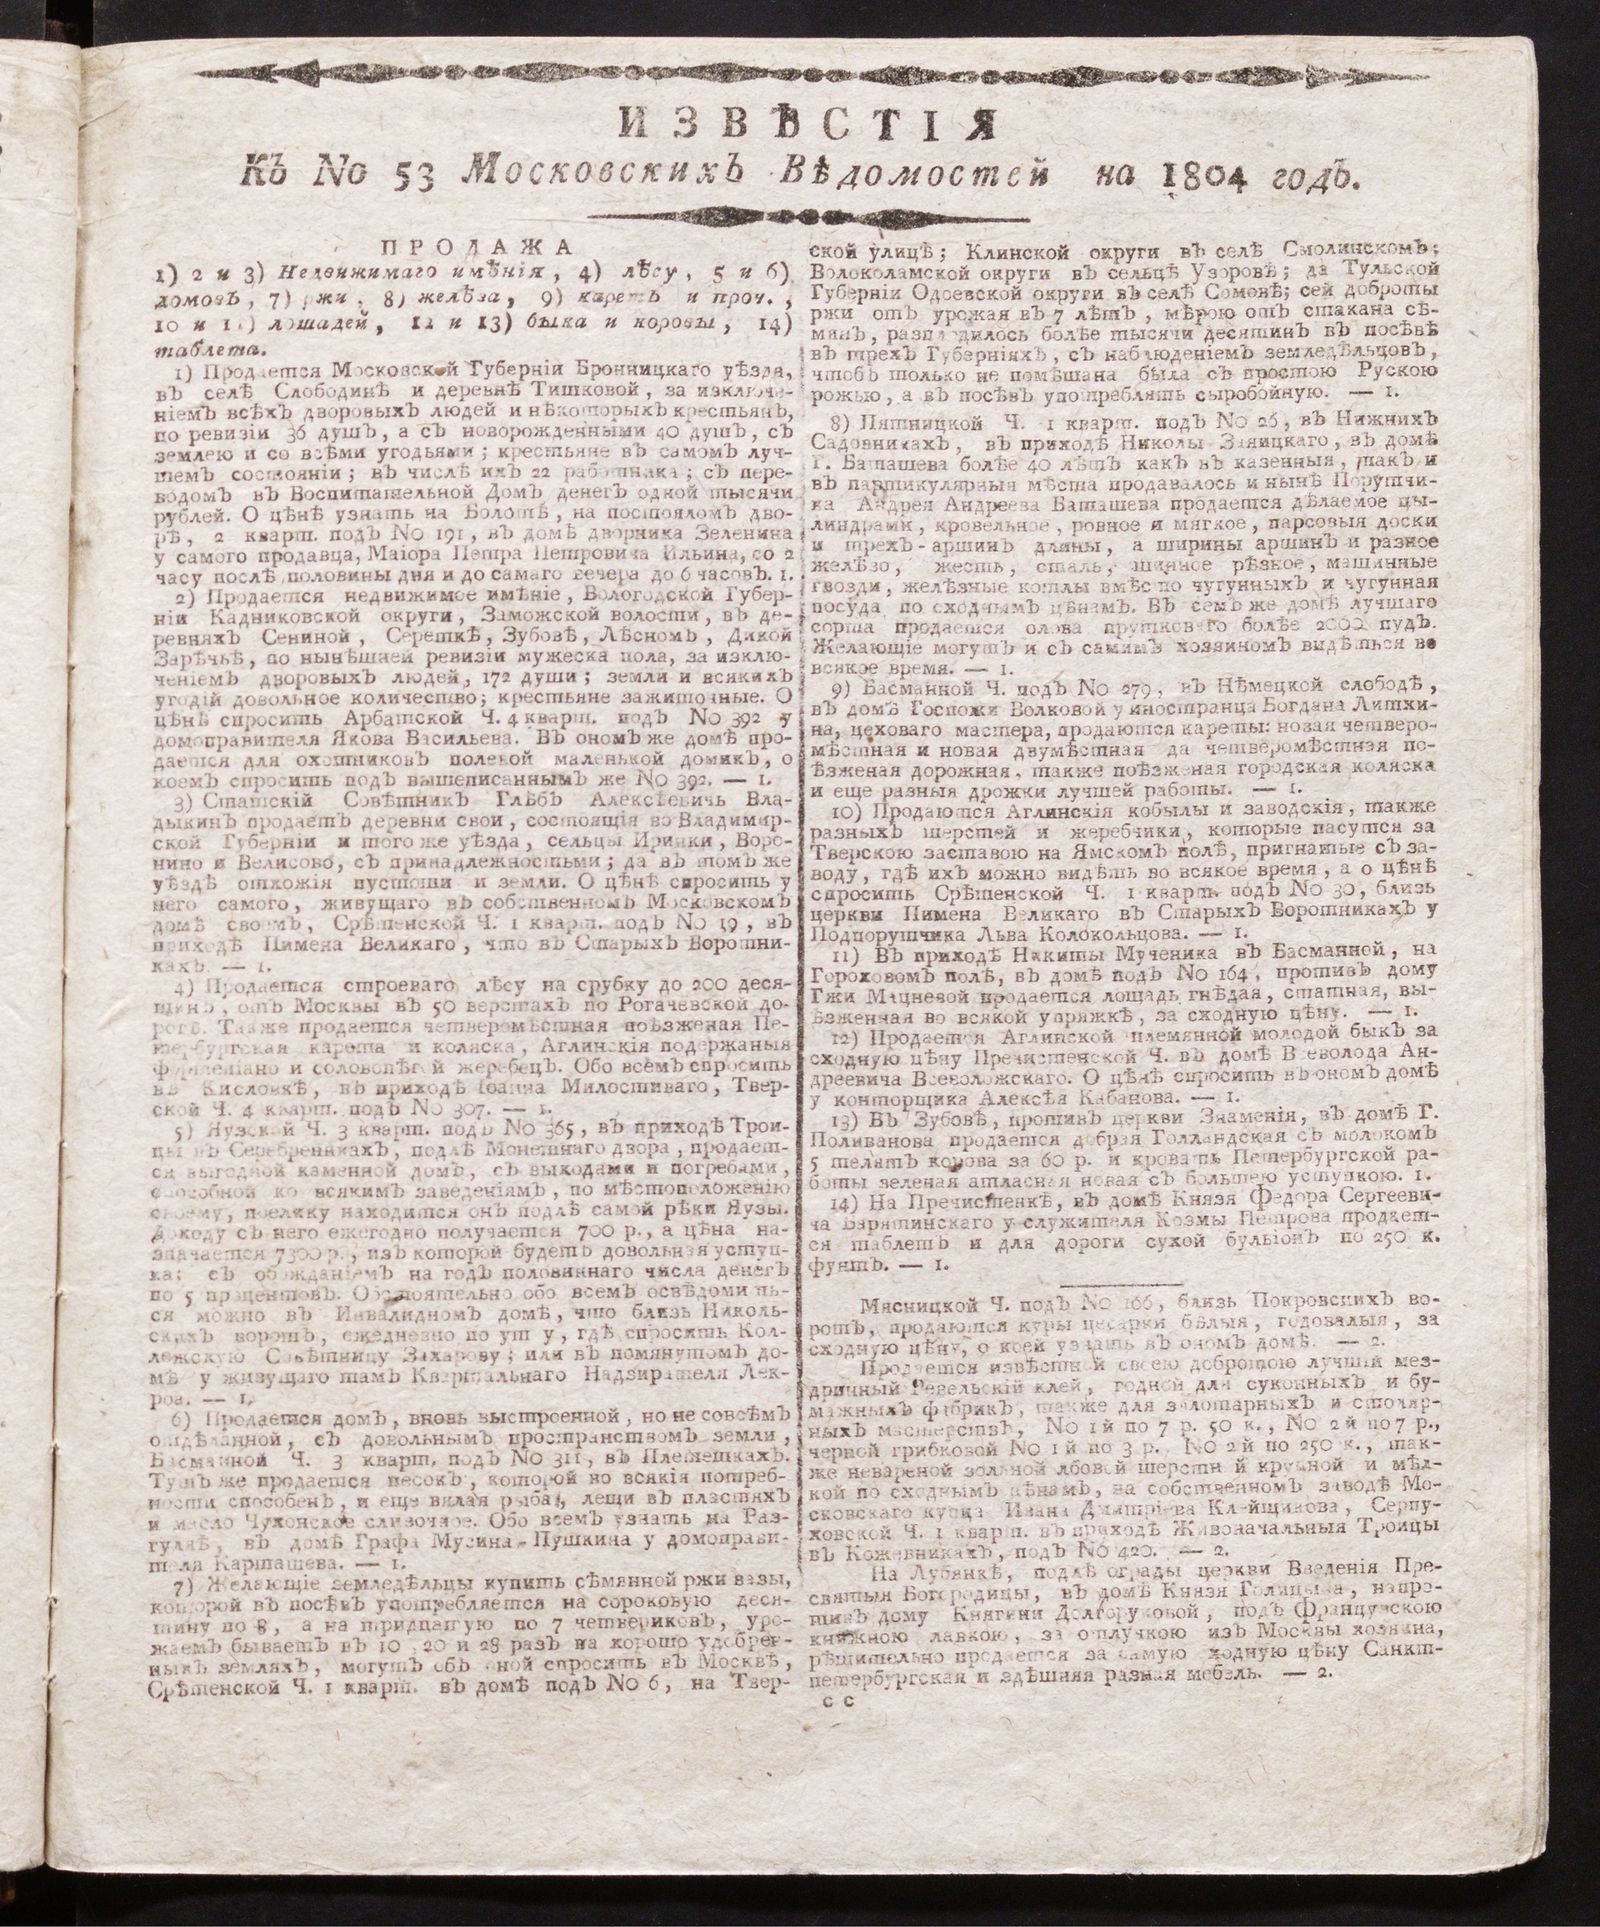 ИЗВѢСТІЯ
КЪ No 53 МосковскихЪ Вѣдомостей на 1804 годЪ.
ПРОДАЖА
1) 2 и 3) Недвижимаго имѣнія, 4) лѣсу, 5 и 6)
домовЪ, 7) ржи, 8) желѣза, 9) каретЪ и проч.,
10 и 11) лошадей, 12 и 13) быка и коровы, 14)
таблета.
1) Продается Московской Губерніи Бронницкаго уѣзда,
вЪ селѣ Слободинѣ и деревнѣ Тишковой, за изключе-
ніемЪ всѣхЪ дворовыхЪ людей и нѣкоторыхЪ крестьянЪ,
по ревизіи 36 душЪ, а сЪ новорожденными 40 душЪ, сЪ
землею и со всѣми угодьями; крестьяне вЪ самомЪ луч-
шемЪ состояніи; вЪ числѣ ихЪ 22 работника; сЪ пере-
водомЪ вЪ Воспитательной ДомЪ денегЪ одной тысячи
рублей. О цѣнѣ узнать на Болотѣ, на постояломЪ дво-
рѣ, 2 кварт. подЪ No 191, вЪ домѣ дворника Зеленина
у самого продавца, Маіора Петра Петровича Ильина, со 2
часу послѣ половины дня и до самаго вечера до 6 часовЪ. 1.
2) Продается недвижимое имѣніе, Вологодской Губер-
ніи Кадниковской округи, Заможской волости, вЪ де-
ревняхЪ Сениной, Серешкѣ, Зубовѣ, ЛѣсномЪ, Дикой
Зарѣчьѣ, по нынѣшней ревизіи мужеска пола, за изклю-
ченіемЪ дворовыхЪ людей, 172 души; земли и всякихЪ
угодій довольное количество; крестьяне зажиточные. О
цѣнѣ спросить Арбатской Ч. 4 кварт. подЪ No 392 у
домоправителя Якова Васильева. ВЪ ономЪ же домѣ про-
дается для охотниковЪ полевой маленькой домикЪ, о
коемЪ спросить подЪ вышеписаннымЪ же No 392. — 1.
3) Статскій СовѣтникЪ ГлѣбЪ АлексѣевичЬ Вла-
дыкинЪ продаетЪ деревни свои, состоящія во Владимир-
ской Губерніи и того же уѣзда, сельцы Иринки, Воро-
нино и Велисово, сЪ принадлежностьми; да вЪ томЪ же
уѣздѣ отхожія пустоши и земли. О цѣнѣ спросить у
него самого, живущаго вЪ собственномЪ МосковскомЪ
домѣ своемЪ, Срѣтенской Ч. 1 кварт. подЪ No 19, вЪ
приходѣ Пимена Великаго, что вЪ СтарыхЪ Воротни-
кахЪ. — 1.
4) Продается строеваго лѣсу на срубку до 200 деся-
тинЪ, отЪ Москвы вЪ 50 верстахЪ по Рогачевской до-
рогѣ. Также продается четверомѣстная поѣзженая Пе-
тербургская карета и коляска, Аглинскія подержаныя
фортепіано и соловопѣгій жеребецЪ. Обо всемЪ спросить
вЪ Кисловкѣ, вЪ приходѣ Іоанна Милостиваго, Твер-
ской Ч. 4 кварт. подЪ No 307. — 1.
5) Яузской Ч. 3 кварт. подЪ No 365, вЪ приходѣ Трои-
цы вЪ СеребренникахЪ, подлѣ Монетнаго двора, продает-
ся выгодной каменной домЪ, сЪ выходами и погребами,
способной ко всякимЪ заведеніямЪ, по мѣстоположенію
своему, поелику находится онЪ подлѣ самой рѣки Яузы.
Доходу сЪ него ежегодно получается 700 р., а цѣна на-
значается 7300 р., изЪ которой будетЪ довольная уступ-
ка; сЪ обожданіемЪ на годЪ половиннаго числа денегЪ
по 5 процентовЪ. Обстоятельно обо всемЪ освѣдомить-
ся можно вЪ ИнвалидномЪ домѣ, что близЬ Николь-
скихЪ воротЪ, ежедневно по утру, гдѣ спросить Кол-
лежскую Совѣтницу Захарову; или вЪ помянутомЪ до-
мѣ у живущаго тамЪ Квартальнаго Надзирателя Лек-
роа. — 1.
6) Продается домЪ, вновь выстроенной, но не совсѣмЪ
отдѣланной, сЪ довольнымЪ пространствомЪ земли,
Басманной Ч. 3 кварт. подЪ No 311, вЪ ПлетешкахЪ.
ТутЪ же продается песокЪ, которой во всякія потреб-
ности способенЪ, и еще вялая рыба, лещи вЪ пластяхЪ
и масло Чухонское сливочное. Обо всемЪ узнать на Раз-
гуляѣ, вЪ домѣ Графа Мусина-Пушкина у домоправи-
теля Карташева. — 1.
7) Желающіе земледѣльцы купить сѣмянной ржи вазы,
которой вЪ посѣвЪ употребляется на сороковую деся-
тину по 8, а на тридцатую по 7 четвериковЪ, уро-
жаемЪ бываетЪ вЪ 10, 20 и 28 разЪ на хорошо удобрен-
ныхЪ земляхЪ, могутЪ обЪ оной спросить вЪ Москвѣ,
Срѣтенской Ч. 1 кварт. вЪ домѣ подЪ No 6, на Твер-
ской улицѣ; Клинской округи вЪ селѣ СмолинскомЪ;
Волоколамской округи вЪ сельцѣ Узоровѣ; да Тульской
Губерніи Одоевской округи вЪ селѣ Сомовѣ; сей доброты
ржи отЪ урожая вЪ 7 лѣтЪ, мѣрою отЪ стакана сѣ-
мянЪ, разплодилось болѣе тысячи десятинЪ вЪ посѣвѣ
вЪ трехЪ ГуберніяхЪ, сЪ наблюденіемЪ земледѣльцовЪ,
чтобЪ только не помѣшана была сЪ простою Рускою
рожью, а вЪ посѣвЪ употреблять сыробойную. — 1.
8) Пятницкой Ч. 1 кварт. подЪ No 26, вЪ НижнихЪ
СадовникахЪ, вЪ приходѣ Николы Заяицкаго, вЪ домѣ
Г. Баташева болѣе 40 лѣтЪ какЪ вЪ казенныя, такЪ и
вЪ партикулярныя мѣста продавалось и нынѣ Порутчи-
ка Андрея Андреева Баташева продается дѣлаемое цы-
линдрами, кровельное, ровное и мягкое, парсовыя доски
и трехЪ-аршинЪ длины, а ширины аршинЪ и разное
желѣзо, жесть, сталь, шинное рѣзное, машинные
гвозди, желѣзные котлы вмѣсто чугунныхЪ и чугунная
посуда по сходнымЪ цѣнамЪ. ВЪ семЪ же домѣ лучшаго
сорта продается олова прутковаго болѣе 2000 пудЪ.
Желающіе могутЪ и сЪ самимЪ хозяиномЪ видѣться во
всякое время. — 1.
9) Басманной Ч. подЪ No 279, вЪ Нѣмецкой слободѣ,
вЪ домѣ Госпожи Волковой у иностранца Богдана Литхи-
на, цеховаго мастера, продаются кареты: новая четверо-
мѣстная и новая двумѣстная да четверомѣстная по-
ѣзженая дорожная, также поѣзженая городская коляска
и еще разныя дрожки лучшей работы. — 1.
10) Продаются Аглинскія кобылы и заводскія, также
разныхЪ шерстей и жеребчики, которые пасутся за
Тверскою заставою на ЯмскомЪ полѣ, пригнатые сЪ за-
воду, гдѣ ихЪ можно видѣть во всякое время, а о цѣнѣ
спросить Срѣтенской Ч. 1 кварт. подЪ No 30, близь
церкви Пимена Великаго вЪ СтарыхЪ ВоротникахЪ у
Подпорутчика Льва Колокольцова. — 1.
11) ВЪ приходѣ Никиты Мученика вЪ Басманной, на
ГороховомЪ полѣ, вЪ домѣ подЪ No 164, противЪ дому
Гжи Мацневой продается лошадь гнѣдая, статная, вы-
ѣзженная во всякой упряжкѣ, за сходную цѣну. — 1.
12) Продается Аглинской племянной молодой быкЪ за
сходную цѣну Пречистенской Ч. вЪ домѣ Всеволода Ан-
дреевича Всеволожскаго. О цѣнѣ спросить вЪ ономЪ домѣ
у конторщика Алексѣя Кабанова. — 1.
13) ВЪ Зубовѣ, противЪ церкви Знаменія, вЪ домѣ Г.
Поливанова продается добрая Голландская сЪ молокомЪ
5 телятЪ корова за 60 р. и кровать Петербургской ра-
боты зеленая атласная новая сЪ большею уступкою. 1.
14) На Пречистенкѣ, вЪ домѣ Князя Федора Сергееви-
ча Барятинскаго у служителя Козмы Петрова продает-
ся таблетЪ и для дороги сухой бульіонЪ по 250 к.
фунтЪ. — 1.
Мясницкой Ч. подЪ No 166, близь ПокровскихЪ во-
ротЪ, продаются куры цесарки бѣлыя, годовалыя, за
сходную цѣну, о коей узнать вЪ ономЪ домѣ. — 2.
Продается извѣстной своею добротою лучшій мез-
дричный Ревельскій клей, годной для суконныхЪ и бу-
мажныхЪ фабрикЪ, также для золотарныхЪ и столяр-
ныхЪ мастерствЪ, No 1й по 7 р. 50 к., No 2й по 7 р.,
черной грибковой No 1й по 3 р., No 2й по 250 к., так-
же невареной золяной лбовой шерстяной крупной и мѣл-
кой по сходнымЪ цѣнамЪ, на собственномЪ заводѣ Мо-
сковскаго купца Ивана Дмитріева Клейщикова, Серпу-
ховской Ч. 1 кварт. вЪ приходѣ Живоначальныя Троицы
вЪ КожевникахЪ, подЪ No 420. — 2.
На Лубянкѣ, подлѣ ограды церкви Введенія Пре-
святыя Богородицы, вЪ домѣ Князя Голицына, напро-
тивЪ дому Княгини Долгоруковой, подЪ Французскою
книжною лавкою, за отлучкою изЪ Москвы хозяина,
рѣшительно продается за самую сходную цѣну Санкт-
петербургская и здѣшняя разная мебель. — 2.
С с